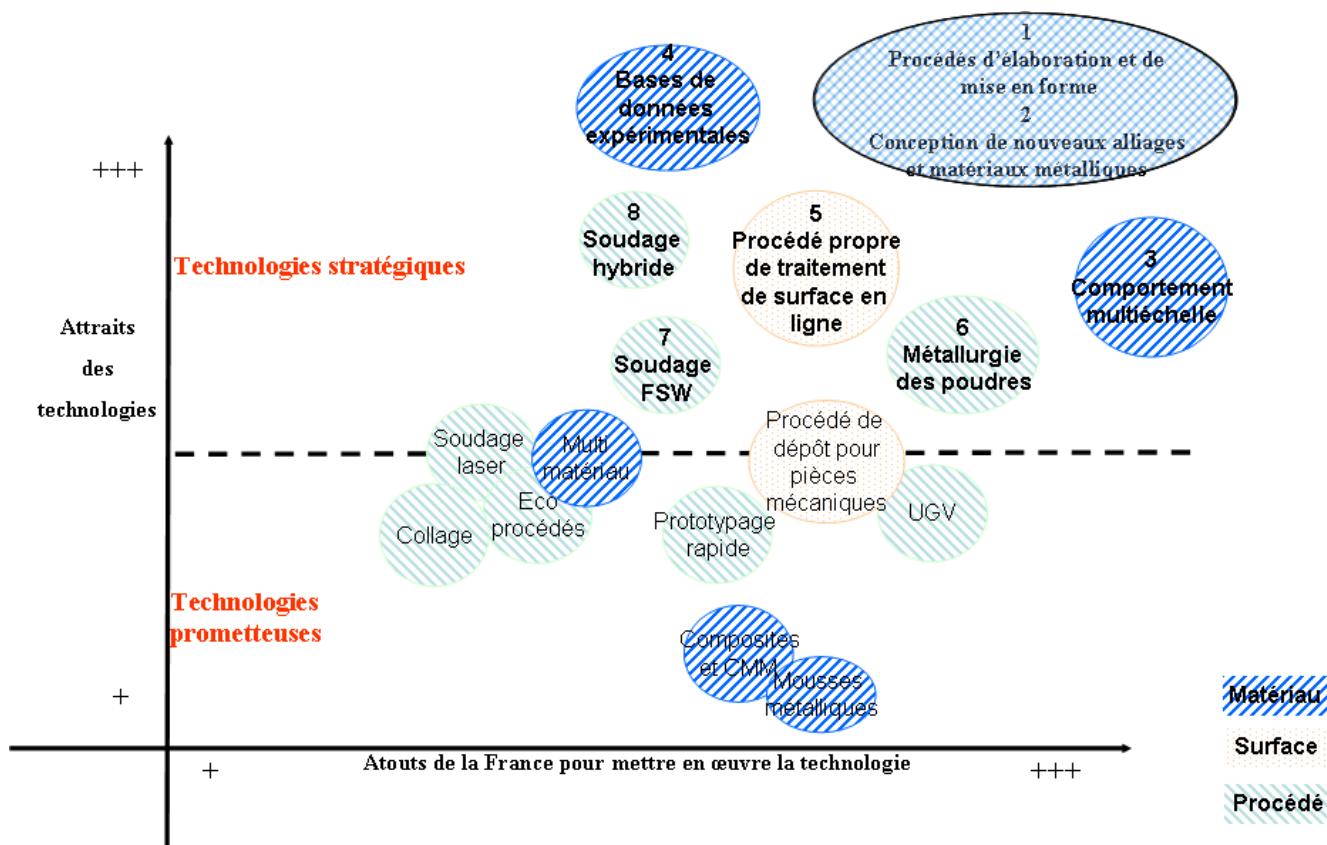 1
Procédés d'élaboration et de
mise en forme
2
Conception de nouveaux alliages
et matériaux métalliques
4
Bases de
données
expérimentales
+++
8
Soudage
hybride
5
Procédé propre
de traitement
de surface en
ligne
3
Comportement
multiéchelle
Technologies stratégiques
Attraits
des
technologies
7
Soudage
FSW
6
Métallurgie
des poudres
Soudage
laser
Multi
matériau
Procédé de
dépôt pour
pièces
mécaniques
Collage
Eco
procédés
Prototypage
rapide
UGV
Technologies
prometteuses
Composites
et CMM
Mousses
métalliques
+
+
Atouts de la France pour mettre en œuvre la technologie
+++
Matériau
Surface
Procédé